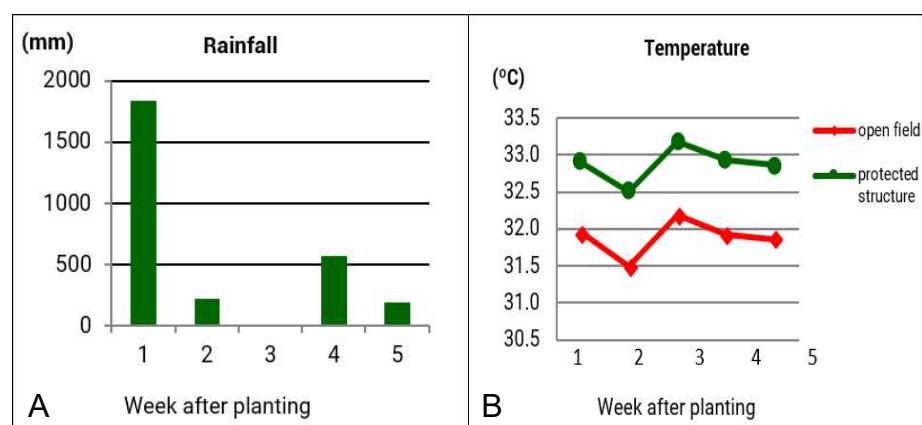 (mm)
Rainfall
2000
1500
1000
500
0
1 2 3 4 5
A
Week after planting
Temperature
(ºC)
33.5
33.0
32.5
32.0
31.5
31.0
30.5
1 2 3 4 5
open field
protected
structure
B
Week after planting